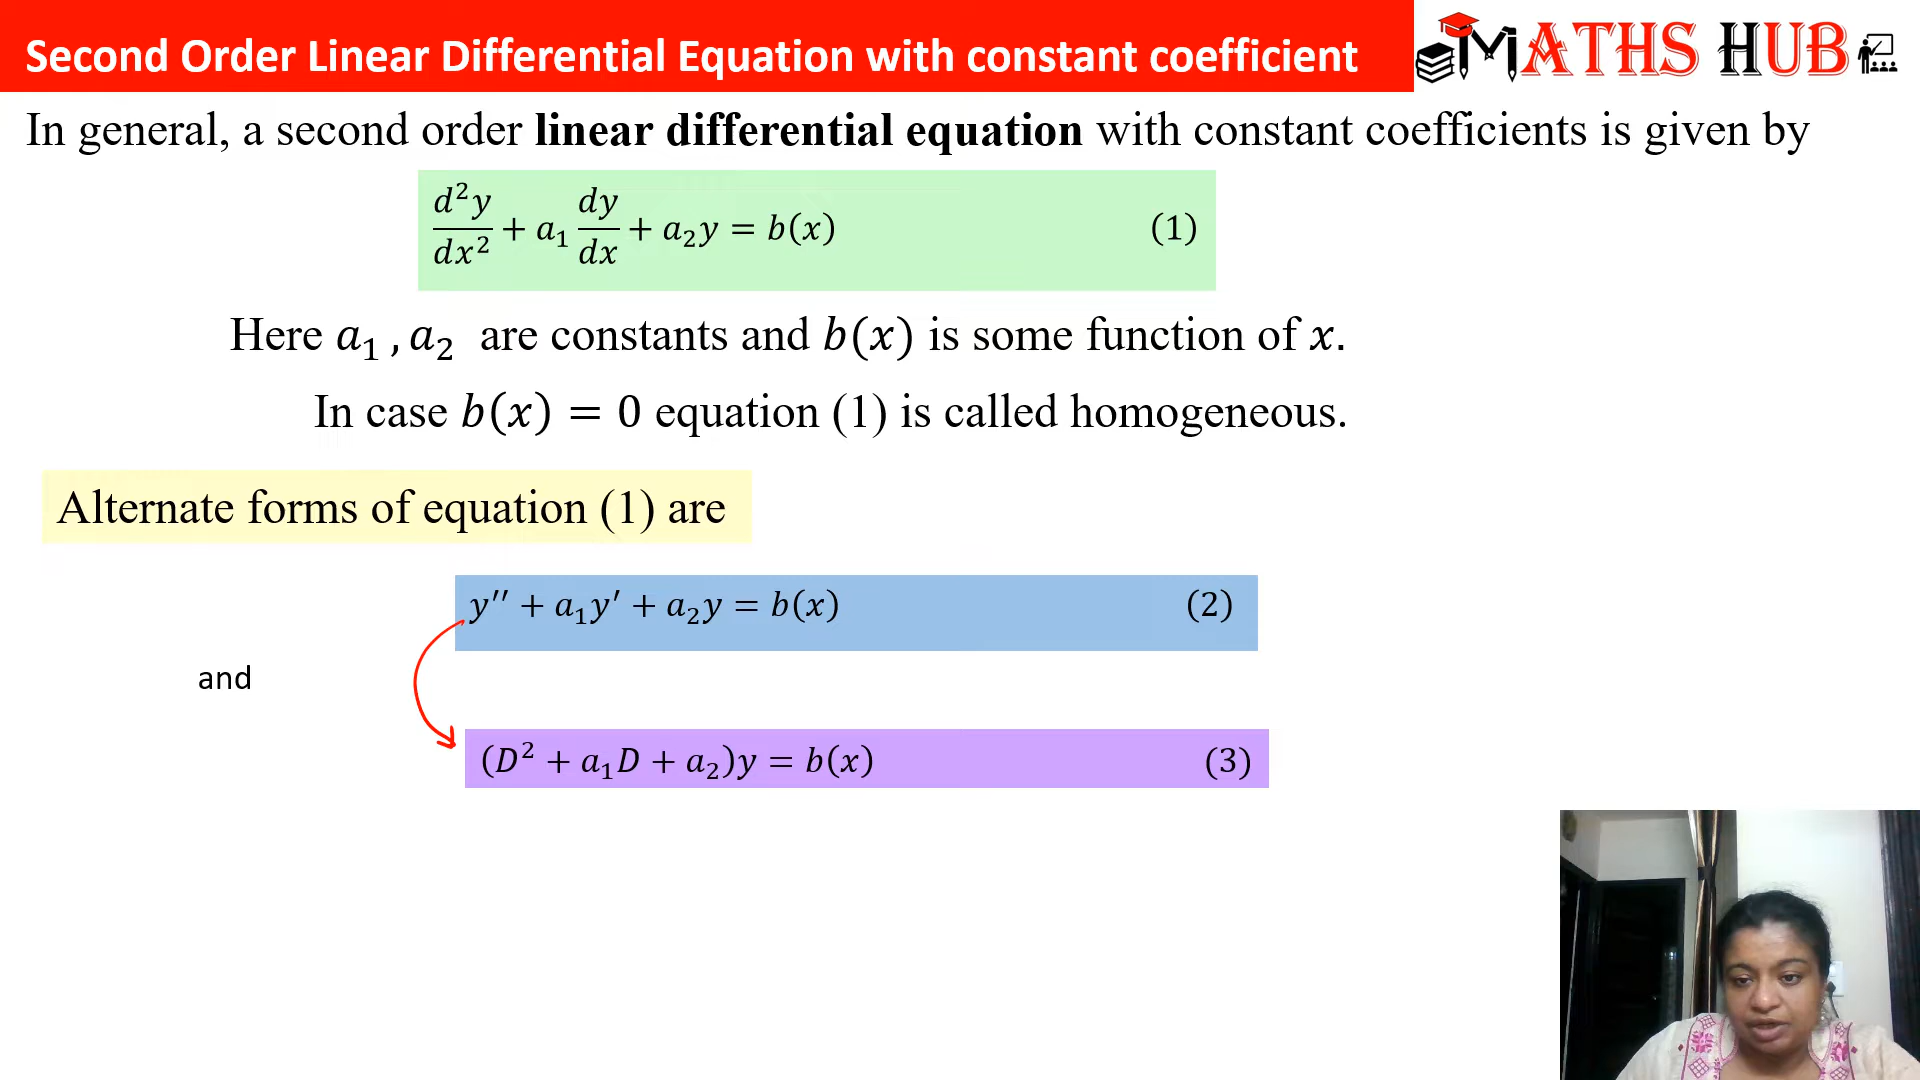 Second Order Linear Differential Equation with constant coefficient
MATHS HUB
In general, a second order linear differential equation with constant coefficients is given by
d²y/dx² + a₁ dy/dx + a₂y = b(x) (1)
Here a₁ , a₂ are constants and b(x) is some function of x.
In case b(x) = 0 equation (1) is called homogeneous.
Alternate forms of equation (1) are
y′′ + a₁y′ + a₂y = b(x) (2)
and
(D² + a₁D + a₂)y = b(x) (3)